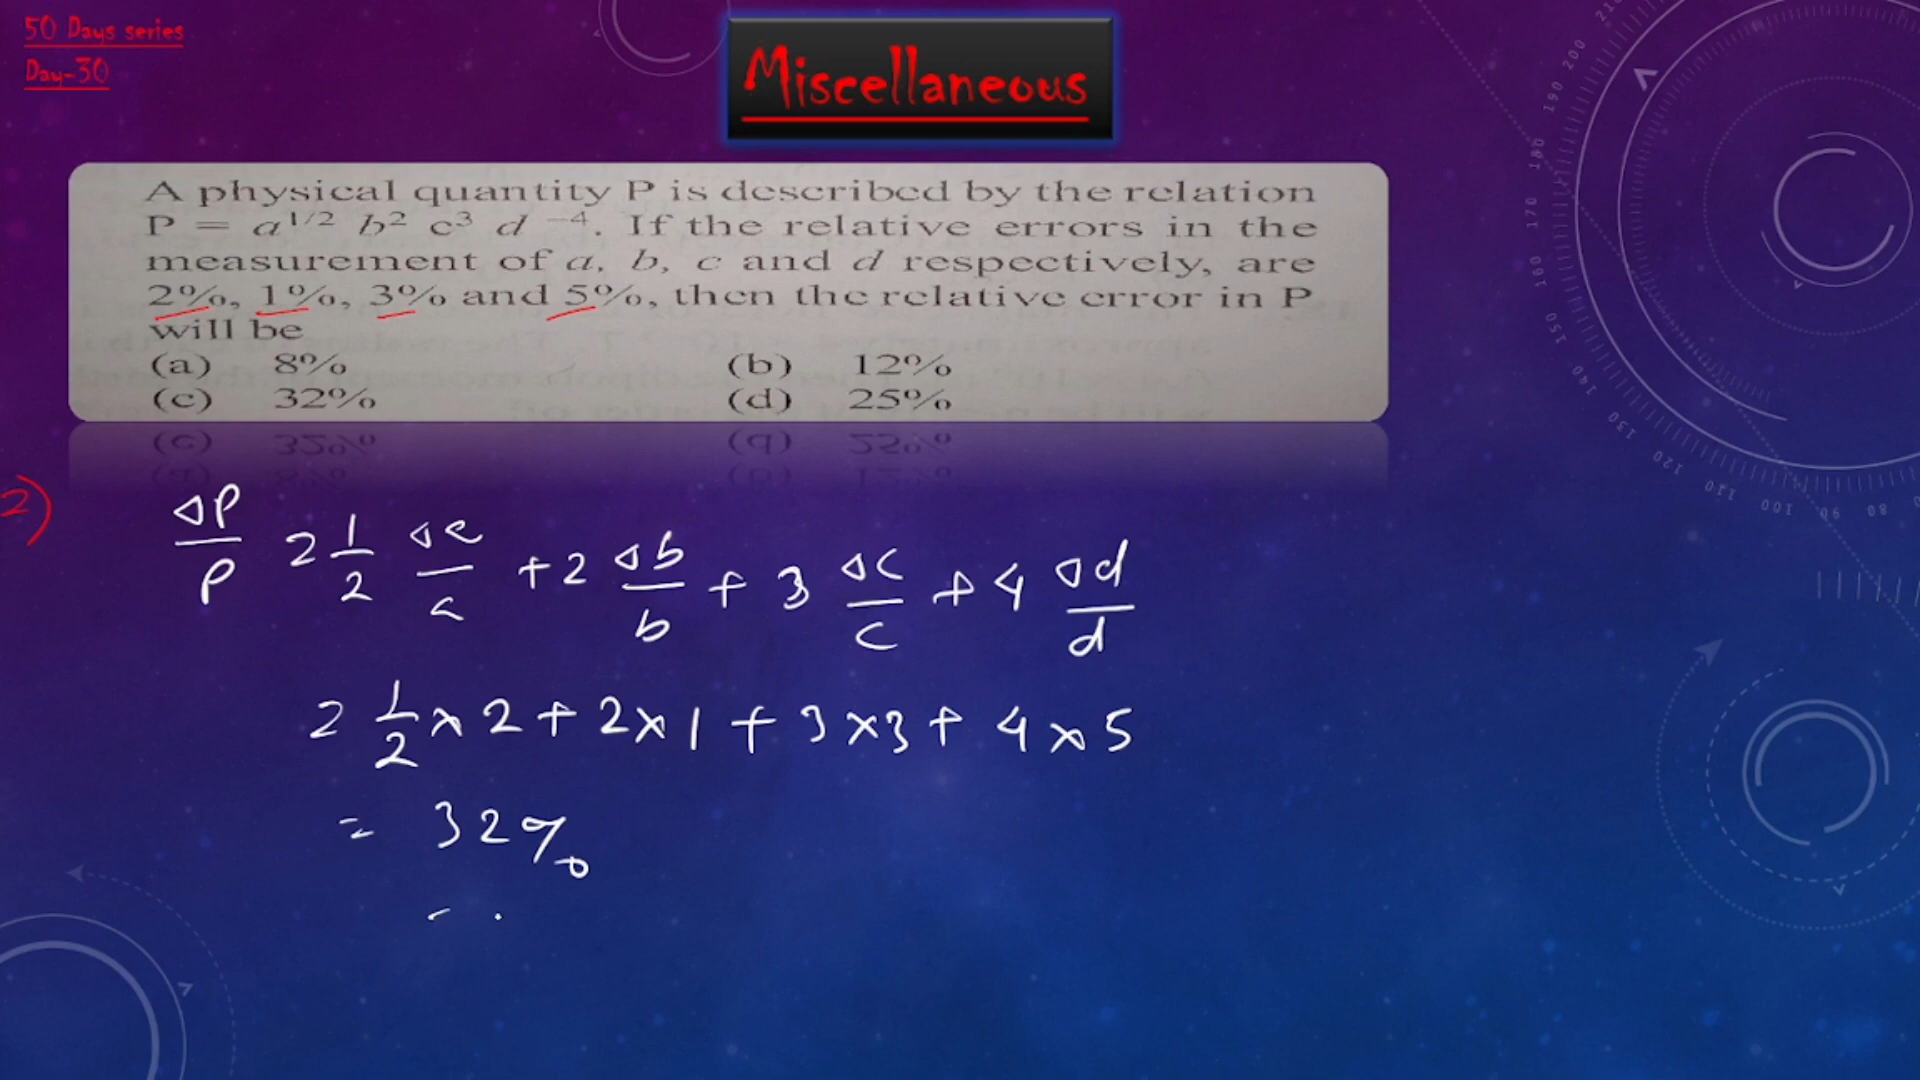 50 Days series
Day-30
Miscellaneous
A physical quantity P is described by the relation
P = a^1/2 b² c³ d ⁻⁴. If the relative errors in the
measurement of a, b, c and d respectively, are
2%, 1%, 3% and 5%, then the relative error in P
will be
(a) 8% (b) 12%
(c) 32% (d) 25%
2)
ΔP/P = 1/2 Δa/a + 2 Δb/b + 3 Δc/c + 4 Δd/d
= 1/2 × 2 + 2×1 + 3×3 + 4×5
= 32%